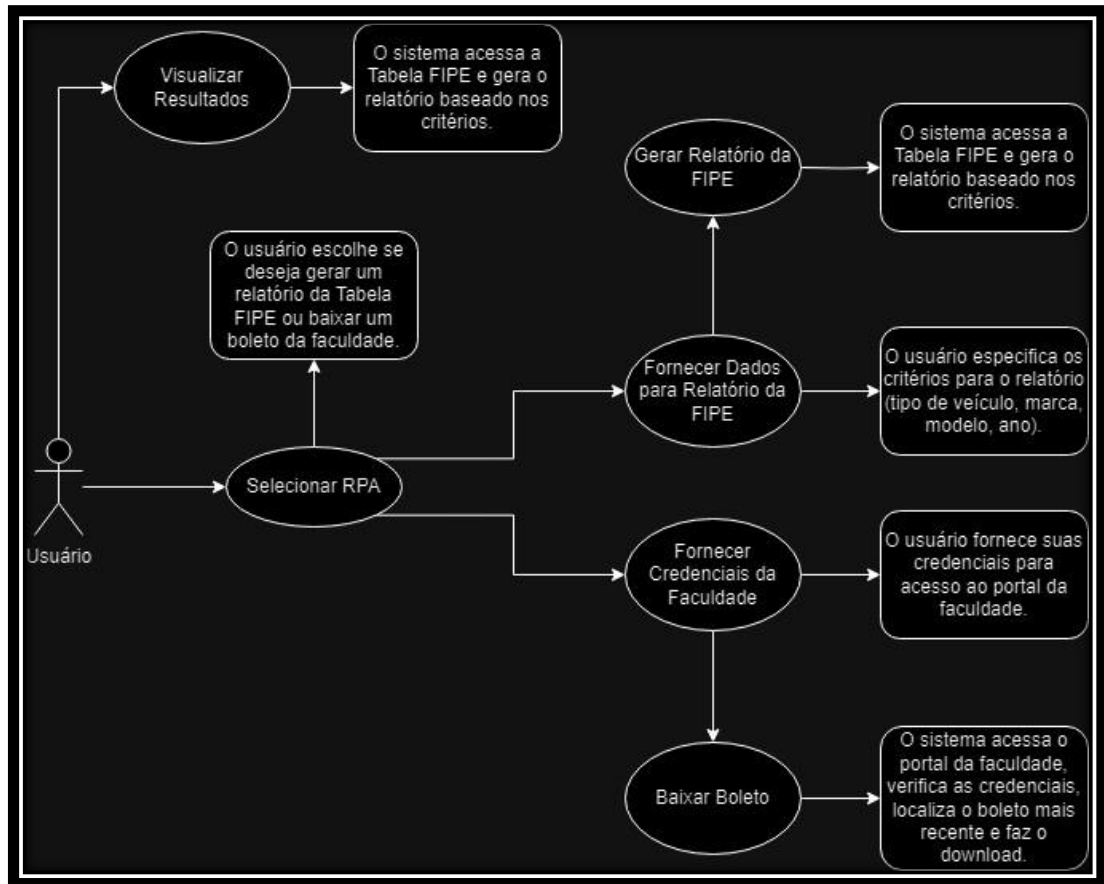 Visualizar
Resultados
O sistema acessa a
Tabela FIPE e gera o
relatório baseado nos
critérios.
Gerar Relatório da
FIPE
O sistema acessa a
Tabela FIPE e gera o
relatório baseado nos
critérios.
O usuário escolhe se
deseja gerar um
relatório da Tabela
FIPE ou baixar um
boleto da faculdade.
Fornecer Dados
para Relatório da
FIPE
O usuário especifica os
critérios para o relatório
(tipo de veículo, marca,
modelo, ano).
Selecionar RPA
Usuário
Fornecer
Credenciais da
Faculdade
O usuário fornece suas
credenciais para
acesso ao portal da
faculdade.
Baixar Boleto
O sistema acessa o
portal da faculdade,
verifica as credenciais,
localiza o boleto mais
recente e faz o
download.